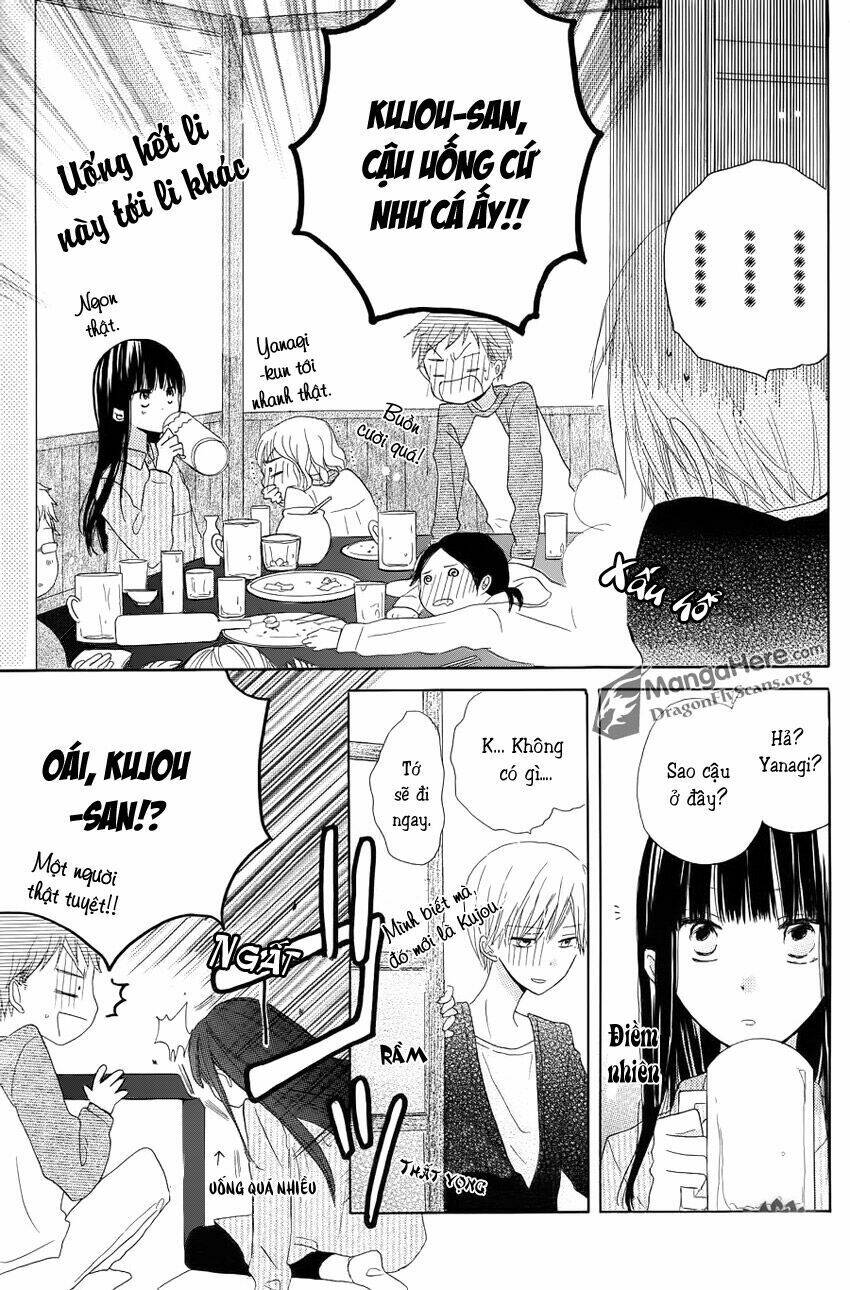 KUJOU-SAN,
CẬU UỐNG CỨ
NHƯ CÁ ẤY!!
Uống hết li
này tới li khác
Ngon
thật.
Yanagi
-kun tới
nhanh thật.
Buồn
cười quá!
Xấu hổ
MangaHere.com
DragonFlyScans.org
Hả?
Yanagi?
Sao cậu
ở đây?
Điềm
nhiên
K... Không
có gì....
Tớ
sẽ đi
ngay.
Mình biết mà,
đó mới là Kujou.
RẦM
THẤT VỌNG
OÁI, KUJOU
-SAN!?
Một người
thật tuyệt!!
NGẤT
UỐNG QUÁ NHIỀU